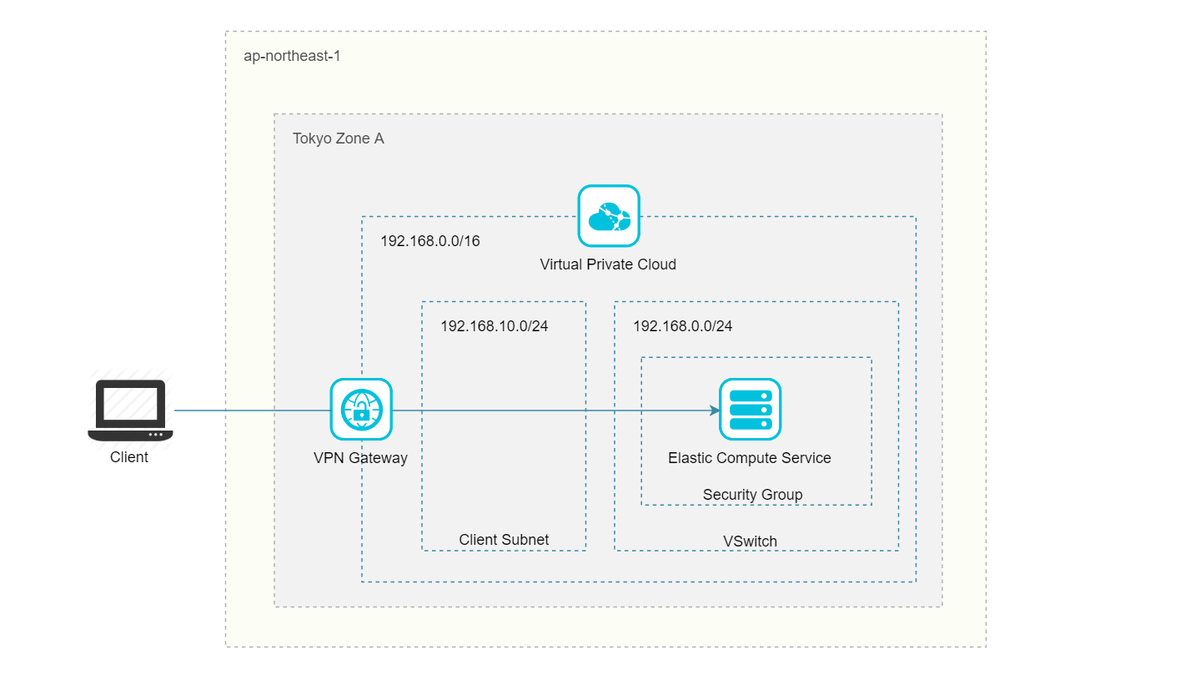 ap-northeast-1
Tokyo Zone A
192.168.0.0/16
Virtual Private Cloud
192.168.10.0/24
192.168.0.0/24
Client
VPN Gateway
Elastic Compute Service
Security Group
Client Subnet
VSwitch